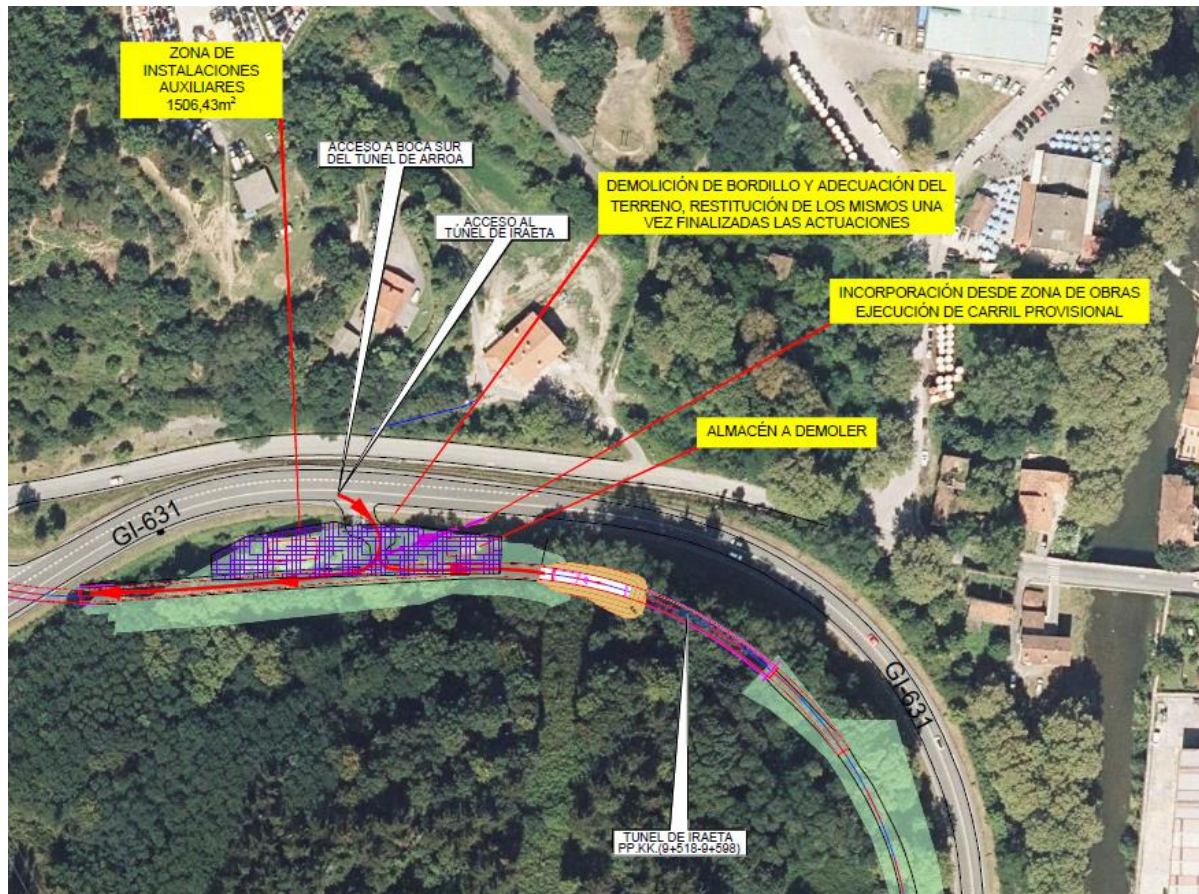 ZONA DE
INSTALACIONES
AUXILIARES
1506,43m²
ACCESO A BOCA SUR
DEL TUNEL DE ARROA
ACCESO AL
TÚNEL DE IRAETA
DEMOLICIÓN DE BORDILLO Y ADECUACIÓN DEL
TERRENO, RESTITUCIÓN DE LOS MISMOS UNA
VEZ FINALIZADAS LAS ACTUACIONES
INCORPORACIÓN DESDE ZONA DE OBRAS
EJECUCIÓN DE CARRIL PROVISIONAL
ALMACÉN A DEMOLER
GI-631
GI-631
TUNEL DE IRAETA
PP.KK.(9+518-9+598)